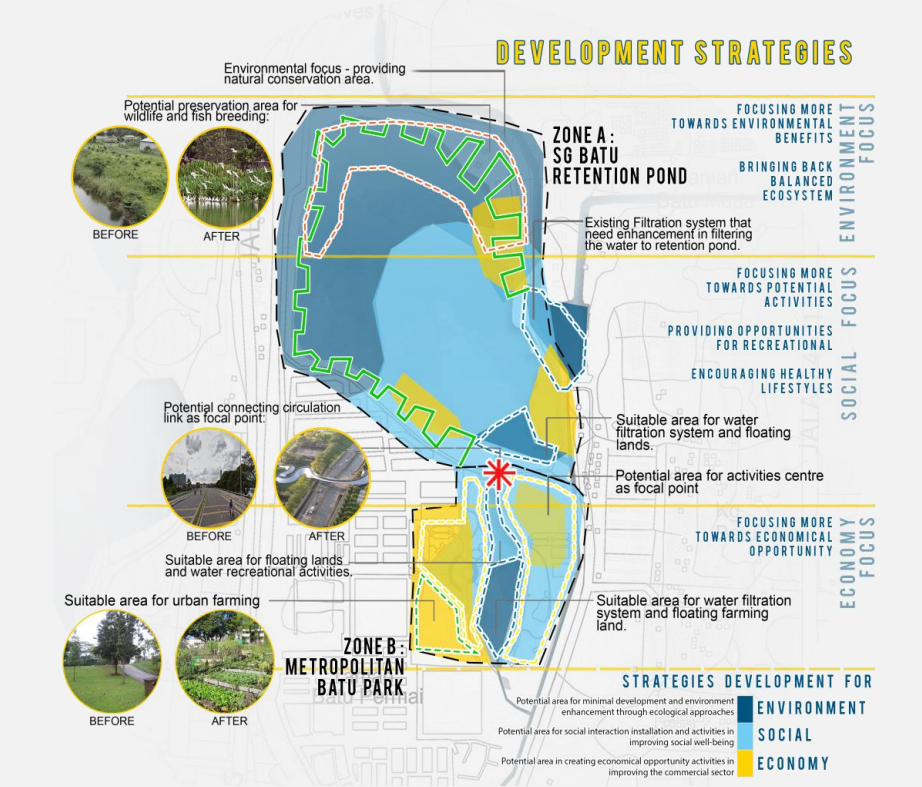 DEVELOPMENT STRATEGIES
Environmental focus - providing
natural conservation area.
Potential preservation area for
wildlife and fish breeding:
BEFORE
AFTER
ZONE A :
SG BATU
RETENTION POND
FOCUSING MORE
TOWARDS ENVIRONMENTAL
BENEFITS
BRINGING BACK
BALANCED
ECOSYSTEM
ENVIRONMENT
FOCUS
Existing Filtration system that
need enhancement in filtering
the water to retention pond.
FOCUSING MORE
TOWARDS POTENTIAL
ACTIVITIES
PROVIDING OPPORTUNITIES
FOR RECREATIONAL
ENCOURAGING HEALTHY
LIFESTYLES
SOCIAL FOCUS
Potential connecting circulation
link as focal point:
BEFORE
AFTER
Suitable area for water
filtration system and floating
lands.
Potential area for activities centre
as focal point
FOCUSING MORE
TOWARDS ECONOMICAL
OPPORTUNITY
ECONOMY
FOCUS
Suitable area for floating lands
and water recreational activities.
Suitable area for urban farming
BEFORE
AFTER
Suitable area for water filtration
system and floating farming
land.
ZONE B :
METROPOLITAN
BATU PARK
Batu Permai
STRATEGIES DEVELOPMENT FOR
Potential area for minimal development and environment
enhancement through ecological approaches
ENVIRONMENT
Potential area for social interaction installation and activities in
improving social well-being
SOCIAL
Potential area in creating economical opportunity activities in
improving the commercial sector
ECONOMY